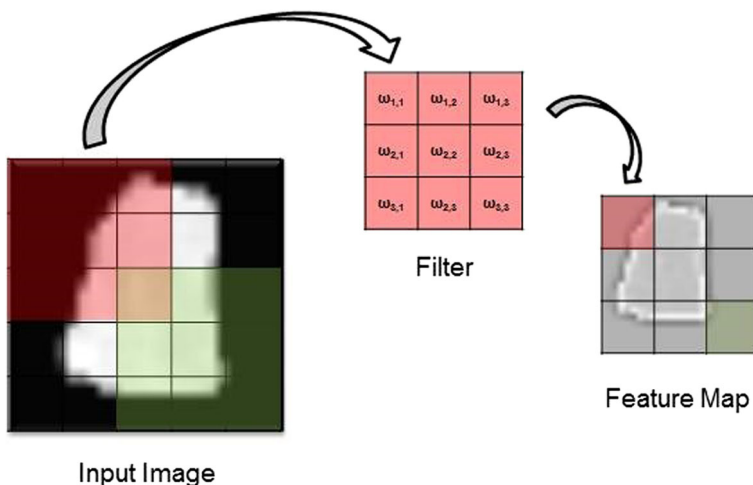 ω1,1 ω1,2 ω1,3
ω2,1 ω2,2 ω2,3
ω3,1 ω2,3 ω3,3
Filter
Feature Map
Input Image